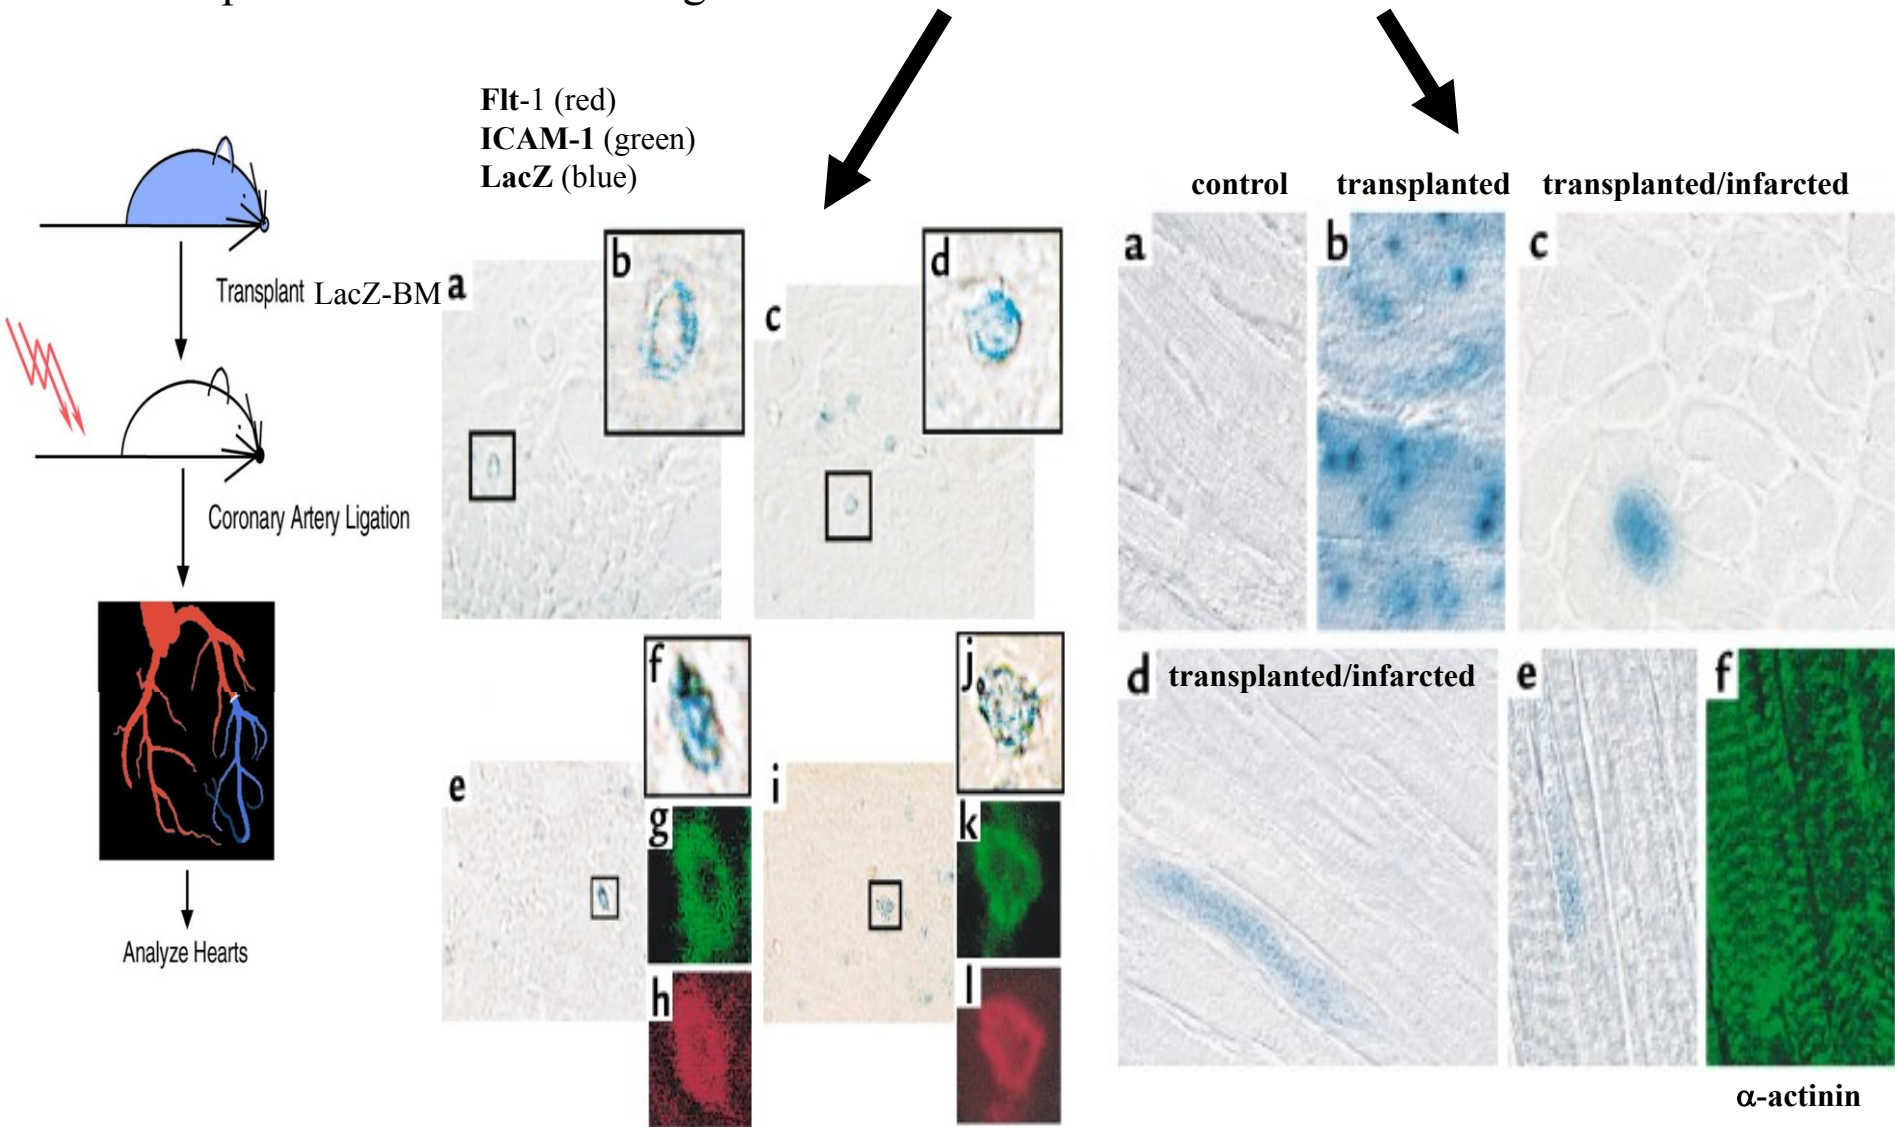 Flt-1 (red)
ICAM-1 (green)
LacZ (blue)
control
transplanted
transplanted/infarcted
Transplant LacZ-BM
Coronary Artery Ligation
Analyze Hearts
a
b
c
d
e
f
g
h
i
j
k
l
a
b
c
d transplanted/infarcted
e
f
α-actinin